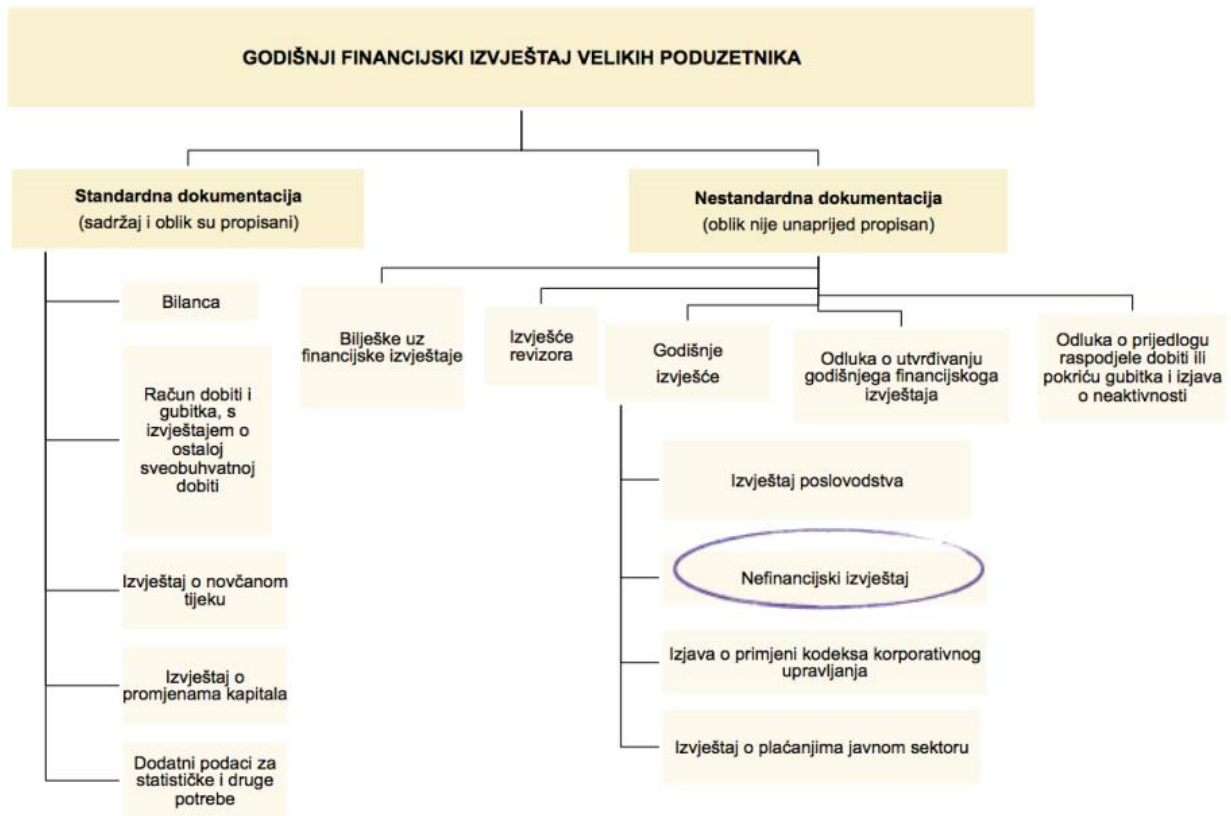 GODIŠNJI FINANCIJSKI IZVJEŠTAJ VELIKIH PODUZETNIKA
Standardna dokumentacija
(sadržaj i oblik su propisani)
Nestandardna dokumentacija
(oblik nije unaprijed propisan)
Bilanca
Račun dobiti i
gubitka, s
izvještajem o
ostaloj
sveobuhvatnoj
dobiti
Izvještaj o novčanom
tijeku
Izvještaj o
promjenama kapitala
Dodatni podaci za
statističke i druge
potrebe
Bilješke uz
financijske izvještaje
Izvješće
revizora
Godišnje
izvješće
Odluka o utvrđivanju
godišnjega financijskoga
izvještaja
Odluka o prijedlogu
raspodjele dobiti ili
pokriću gubitka i izjava
o neaktivnosti
Izvještaj poslovodstva
Nefinancijski izvještaj
Izjava o primjeni kodeksa korporativnog
upravljanja
Izvještaj o plaćanjima javnom sektoru